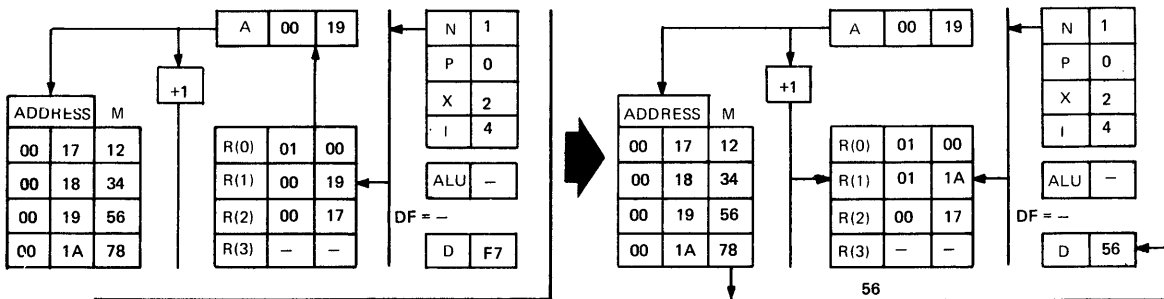 A 00 19
N 1
P 0
X 2
I 4
+1
ADDRESS M
00 17 12
00 18 34
00 19 56
00 1A 78
R(0) 01 00
R(1) 00 19
R(2) 00 17
R(3) – –
ALU –
DF = –
D F7
A 00 19
N 1
P 0
X 2
I 4
+1
ADDRESS M
00 17 12
00 18 34
00 19 56
00 1A 78
R(0) 01 00
R(1) 01 1A
R(2) 00 17
R(3) – –
ALU –
DF = –
D 56
56